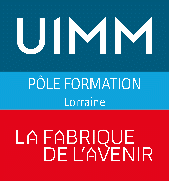 UIMM
PÔLE FORMATION
Lorraine
LA FABRIQUE
DE L'AVENIR